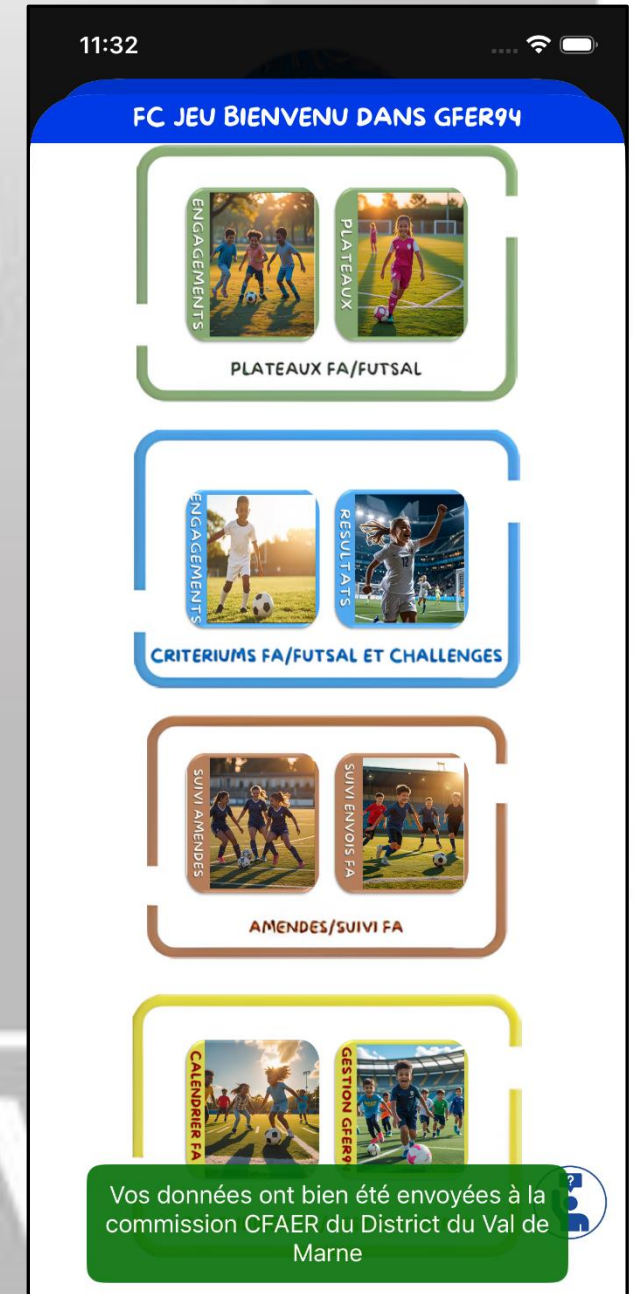 11:32
FC JEU BIENVENU DANS GFER94
ENGAGEMENTS
PLATEAUX
PLATEAUX FA/FUTSAL
ENGAGEMENTS
RESULTATS
CRITERIUMS FA/FUTSAL ET CHALLENGES
SUIVI AMENDES
SUIVI ENVOIS FA
AMENDES/SUIVI FA
CALENDRIER FA
GESTION GFER94
?
Vos données ont bien été envoyées à la
commission CFAER du District du Val de
Marne